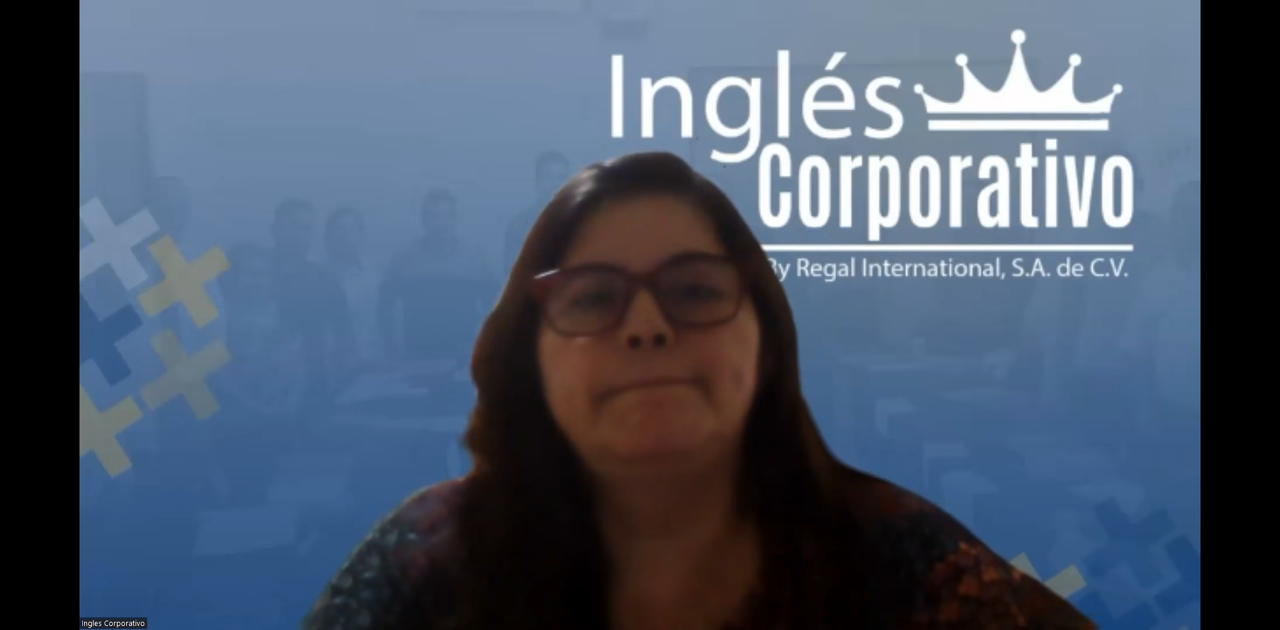 Inglés
Corporativo
By Regal International, S.A. de C.V.
Ingles Corporativo